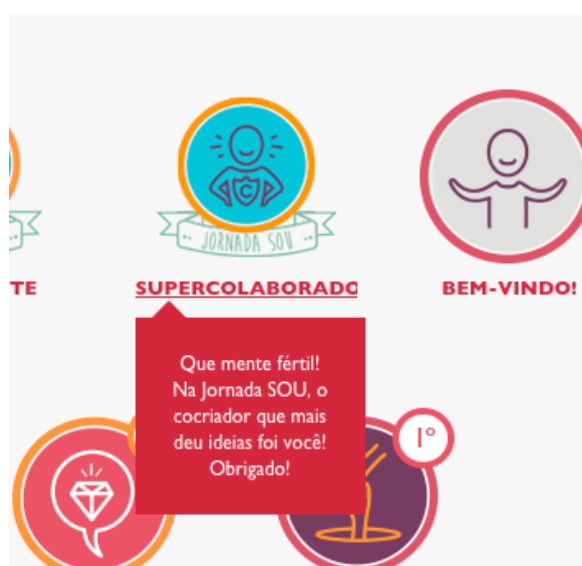 C
JORNADA SOU
TE
SUPERCOLABORADO
BEM-VINDO!
Que mente fértil!
Na Jornada SOU, o
cocriador que mais
deu ideias foi você!
Obrigado!
1º